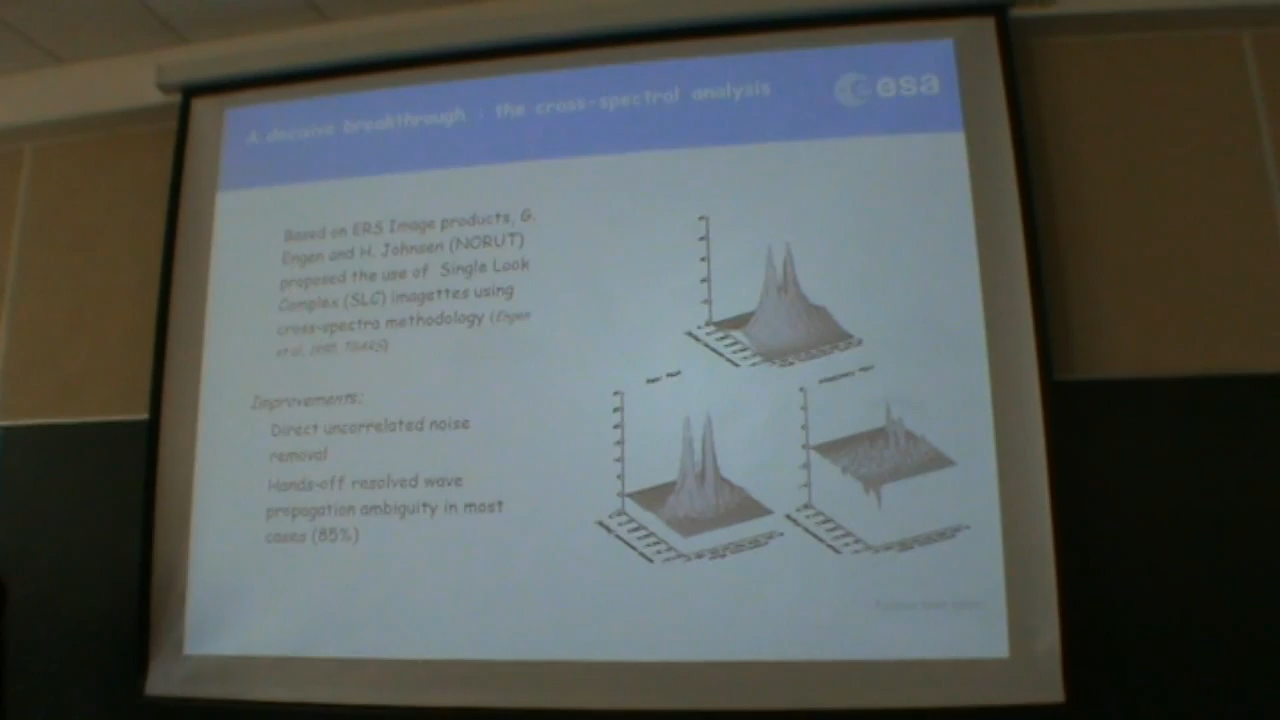 A decisive breakthrough : the cross-spectral analysis
esa
Based on ERS Image products, G.
Engen and H. Johnsen (NORUT)
proposed the use of Single Look
Complex (SLC) imagettes using
cross-spectra methodology (Engen
et al,
Improvements:
Direct uncorrelated noise
removal
Hands-off resolved wave
propagation ambiguity in most
cases (85%)